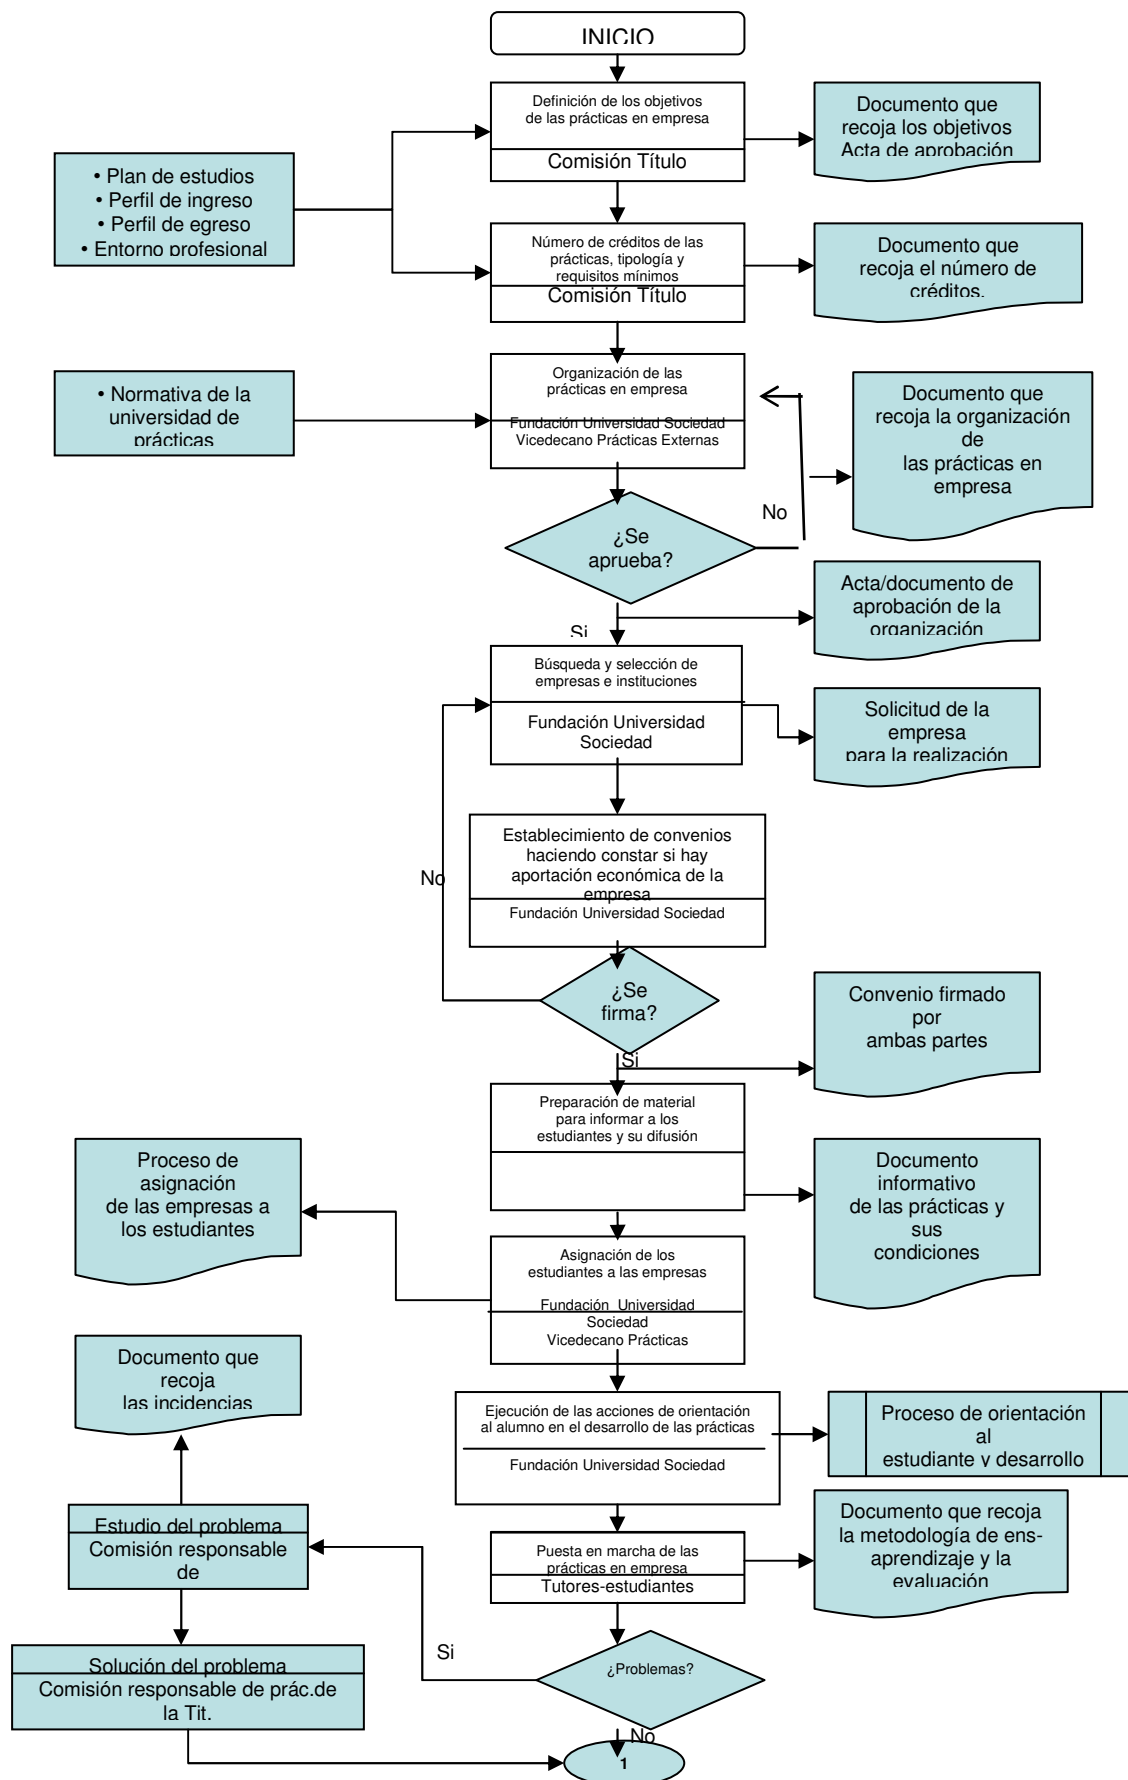 INICIO
Definición de los objetivos
de las prácticas en empresa
Comisión Título
Documento que
recoja los objetivos
Acta de aprobación
• Plan de estudios
• Perfil de ingreso
• Perfil de egreso
• Entorno profesional
Número de créditos de las
prácticas, tipología y
requisitos mínimos
Comisión Título
Documento que
recoja el número de
créditos.
• Normativa de la
universidad de
prácticas
Organización de las
prácticas en empresa
Fundación Universidad Sociedad
Vicedecano Prácticas Externas
Documento que
recoja la organización
de
las prácticas en
empresa
No
¿Se
aprueba?
Acta/documento de
aprobación de la
organización
Si
Búsqueda y selección de
empresas e instituciones
Fundación Universidad
Sociedad
Solicitud de la
empresa
para la realización
Establecimiento de convenios
haciendo constar si hay
aportación económica de la
empresa
Fundación Universidad Sociedad
No
¿Se
firma?
Convenio firmado
por
ambas partes
Si
Preparación de material
para informar a los
estudiantes y su difusión
Proceso de
asignación
de las empresas a
los estudiantes
Documento
informativo
de las prácticas y
sus
condiciones
Asignación de los
estudiantes a las empresas
Fundación Universidad
Sociedad
Vicedecano Prácticas
Documento que
recoja
las incidencias
Ejecución de las acciones de orientación
al alumno en el desarrollo de las prácticas
Fundación Universidad Sociedad
Proceso de orientación
al
estudiante y desarrollo
Estudio del problema
Comisión responsable
de
Puesta en marcha de las
prácticas en empresa
Tutores-estudiantes
Documento que recoja
la metodología de ens-
aprendizaje y la
evaluación
Si
¿Problemas?
Solución del problema
Comisión responsable de prác.de
la Tit.
No
1